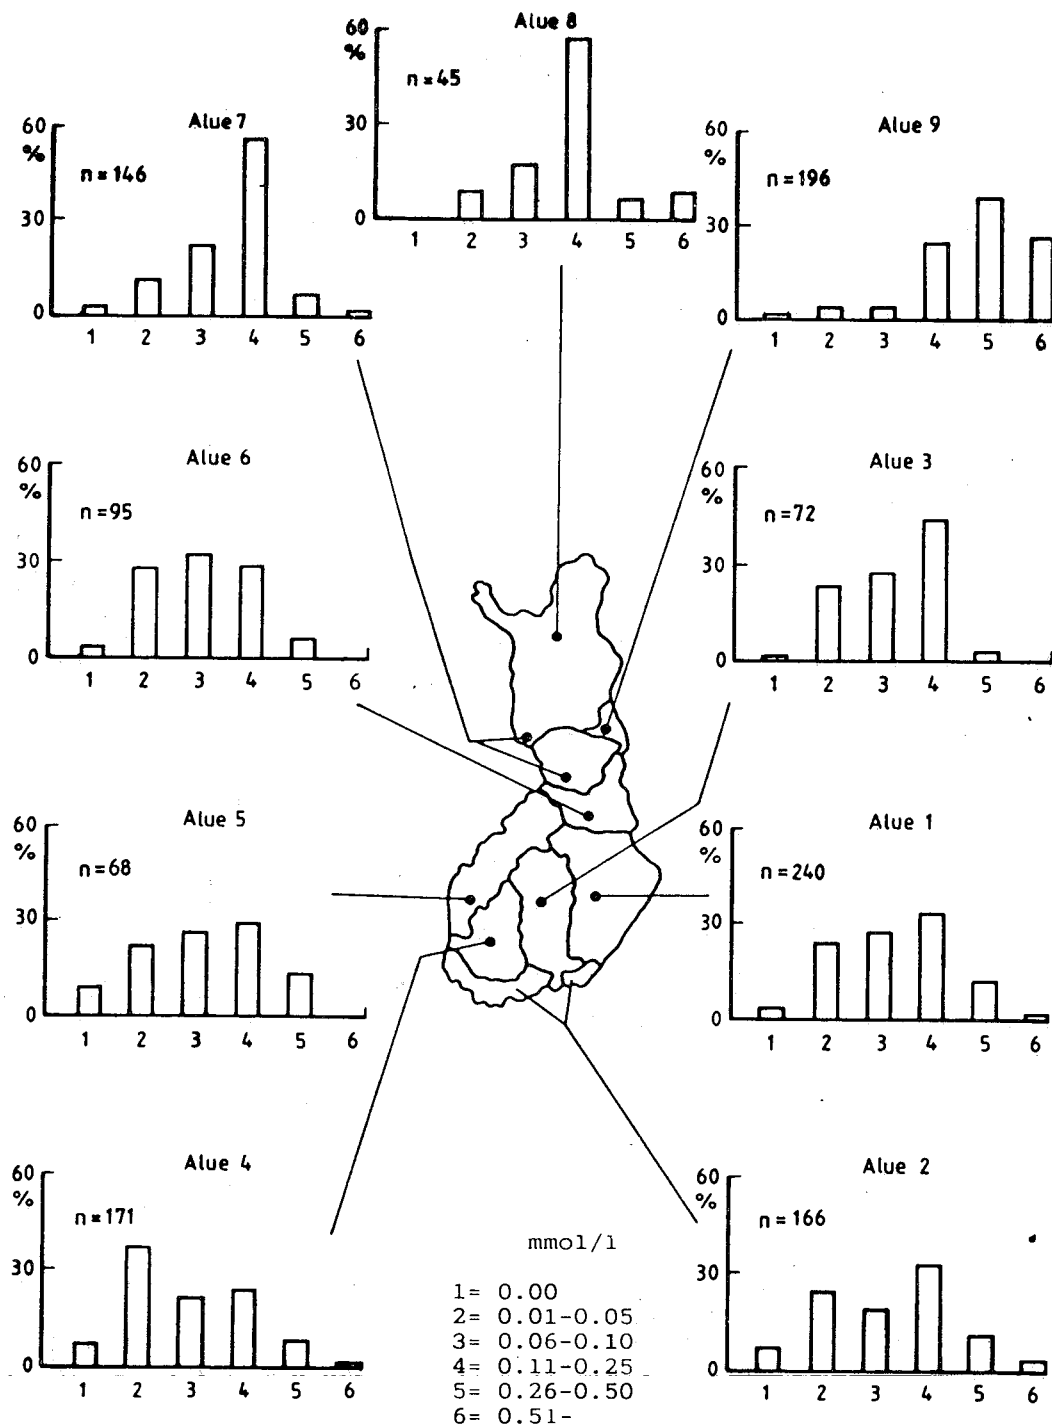 Alue 8
60
%
n=45
30
0
1 2 3 4 5 6
Alue 7
60
%
n=146
30
0
1 2 3 4 5 6
Alue 9
60
%
n=196
30
0
1 2 3 4 5 6
Alue 6
60
%
n=95
30
0
1 2 3 4 5 6
Alue 3
60
%
n=72
30
0
1 2 3 4 5 6
Alue 5
60
%
n=68
30
0
1 2 3 4 5 6
Alue 1
60
%
n=240
30
0
1 2 3 4 5 6
Alue 4
60
%
n=171
30
0
1 2 3 4 5 6
Alue 2
60
%
n=166
30
0
1 2 3 4 5 6
mmol/l
1= 0.00
2= 0.01-0.05
3= 0.06-0.10
4= 0.11-0.25
5= 0.26-0.50
6= 0.51-